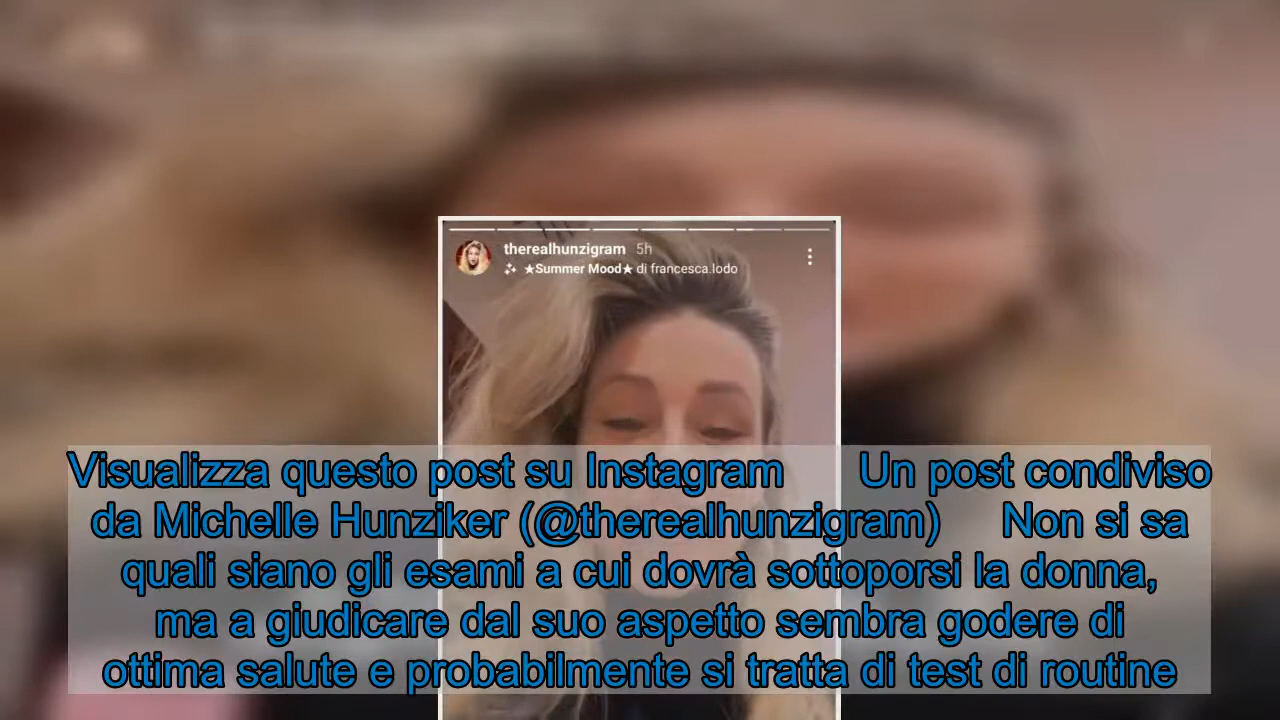 therealhunzigram 5h
★Summer Mood★ di francesca.lodo
Visualizza questo post su Instagram Un post condiviso
da Michelle Hunziker (@therealhunzigram) Non si sa
quali siano gli esami a cui dovrà sottoporsi la donna,
ma a giudicare dal suo aspetto sembra godere di
ottima salute e probabilmente si tratta di test di routine